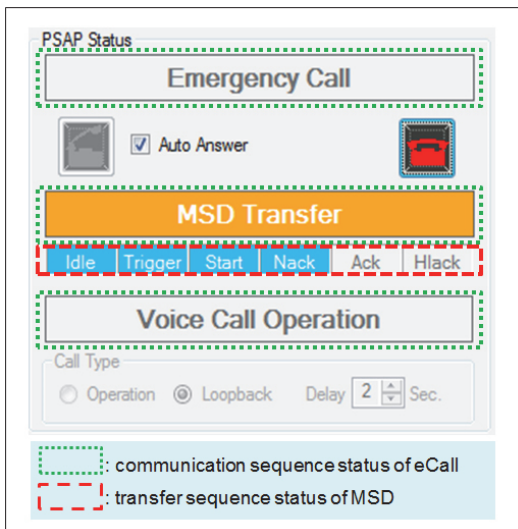 PSAP Status
Emergency Call
Auto Answer
MSD Transfer
Idle Trigger Start Nack Ack Hlack
Voice Call Operation
Call Type
Operation Loopback Delay 2 Sec.
: communication sequence status of eCall
: transfer sequence status of MSD